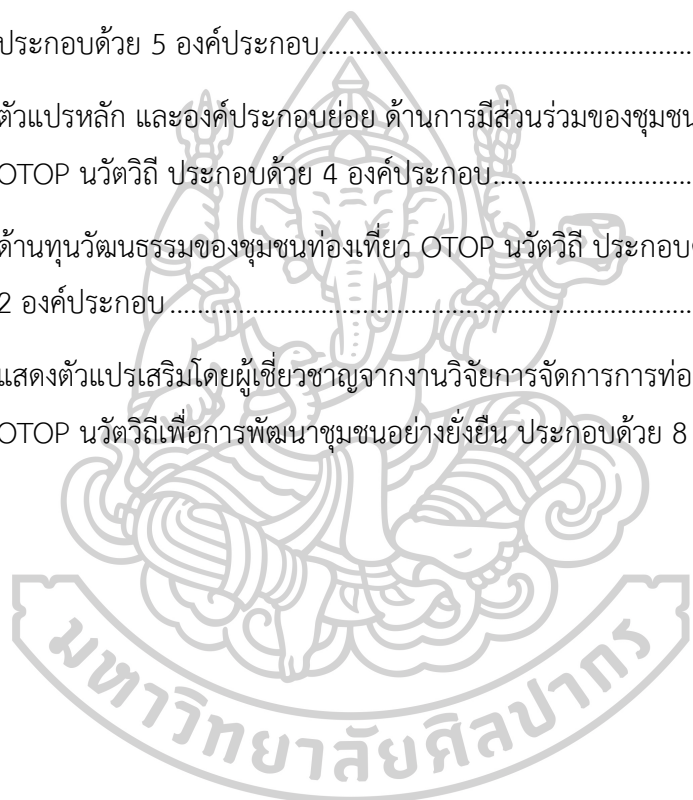 ประกอบด้วย 5 องค์ประกอบ....................................................
ตัวแปรหลัก และองค์ประกอบย่อย ด้านการมีส่วนร่วมของชุมชน
OTOP นวัตวิถี ประกอบด้วย 4 องค์ประกอบ............................
ด้านทุนวัฒนธรรมของชุมชนท่องเที่ยว OTOP นวัตวิถี ประกอบ
2 องค์ประกอบ........................................................................
แสดงตัวแปรเสริมโดยผู้เชี่ยวชาญจากงานวิจัยการจัดการการท่อง
OTOP นวัตวิถีเพื่อการพัฒนาชุมชนอย่างยั่งยืน ประกอบด้วย 8
มหาวิทยาลัยศิลปากร